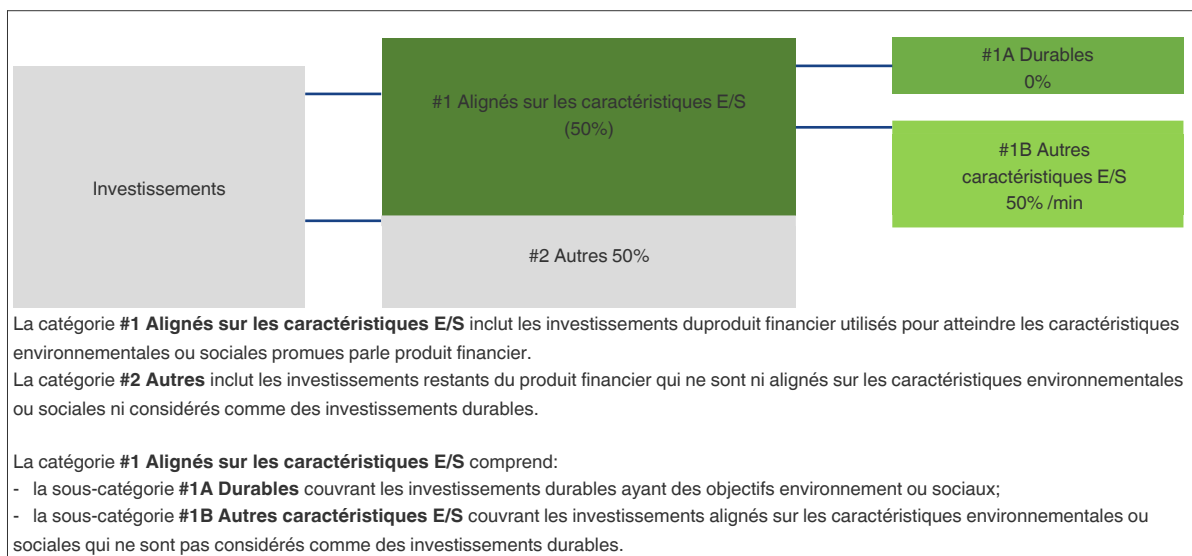 Investissements
#1 Alignés sur les caractéristiques E/S
(50%)
#2 Autres 50%
#1A Durables
0%
#1B Autres
caractéristiques E/S
50% /min
La catégorie #1 Alignés sur les caractéristiques E/S inclut les investissements duproduit financier utilisés pour atteindre les caractéristiques
environnementales ou sociales promues parle produit financier.
La catégorie #2 Autres inclut les investissements restants du produit financier qui ne sont ni alignés sur les caractéristiques environnementales
ou sociales ni considérés comme des investissements durables.
La catégorie #1 Alignés sur les caractéristiques E/S comprend:
- la sous-catégorie #1A Durables couvrant les investissements durables ayant des objectifs environnement ou sociaux;
- la sous-catégorie #1B Autres caractéristiques E/S couvrant les investissements alignés sur les caractéristiques environnementales ou
sociales qui ne sont pas considérés comme des investissements durables.